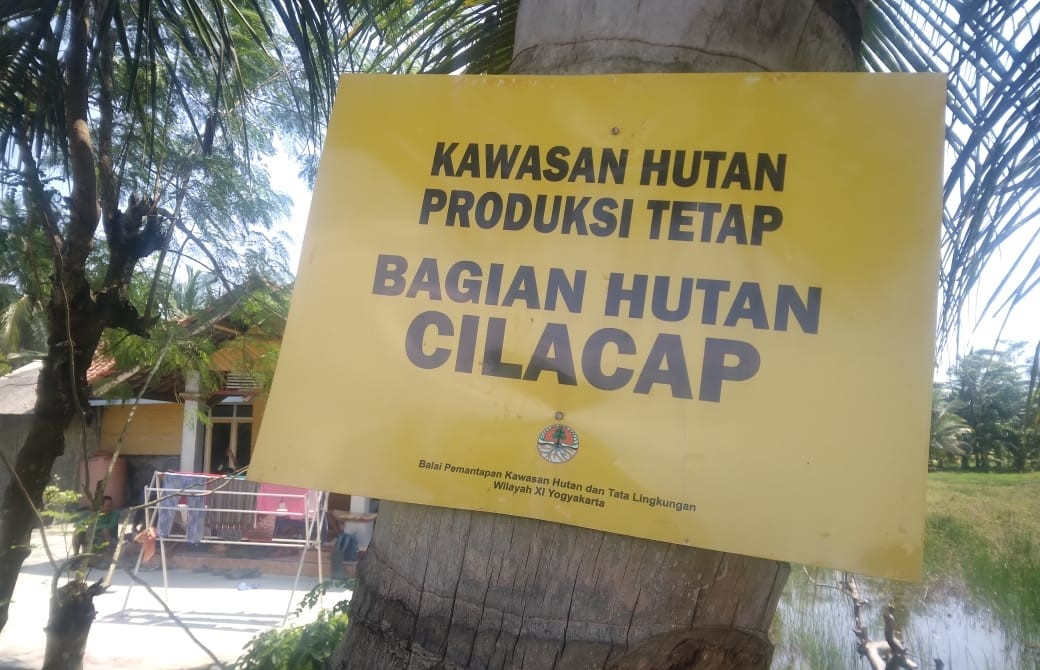 KAWASAN HUTAN
PRODUKSI TETAP
BAGIAN HUTAN
CILACAP
Balai Pemantapan Kawasan Hutan dan Tata Lingkungan
Wilayah XI Yogyakarta